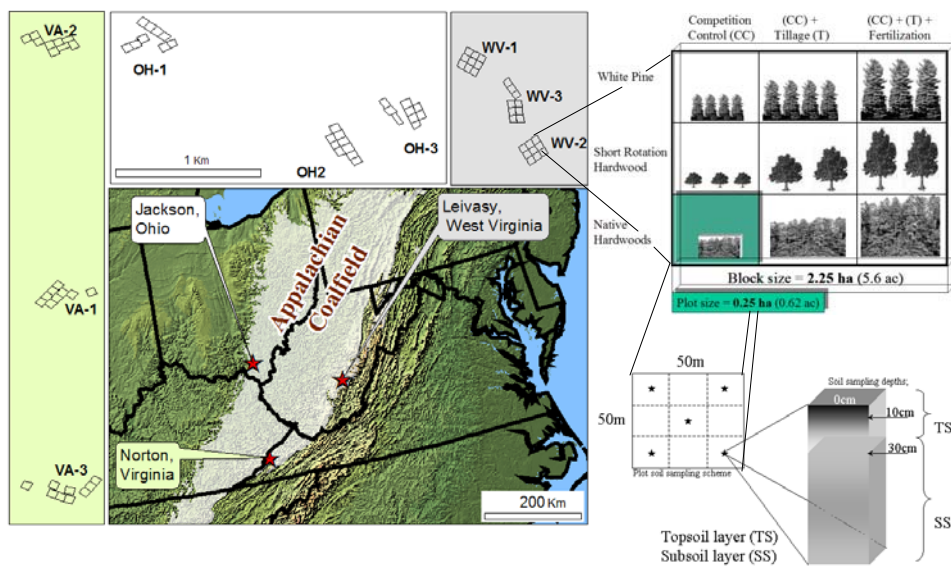 VA-2
VA-1
VA-3
OH-1
OH2
OH-3
1 Km
WV-1
WV-3
WV-2
Jackson,
Ohio
Leivasy,
West Virginia
Appalachian
Coalfield
Norton,
Virginia
200 Km
Competition
Control (CC)
(CC) +
Tillage (T)
(CC) + (T) +
Fertilization
White Pine
Short Rotation
Hardwood
Native
Hardwoods
Block size = 2.25 ha (5.6 ac)
Plot size = 0.25 ha (0.62 ac)
50m
50m
Plot soil sampling scheme
Soil sampling depths;
0cm
10cm
30cm
TS
SS
Topsoil layer (TS)
Subsoil layer (SS)